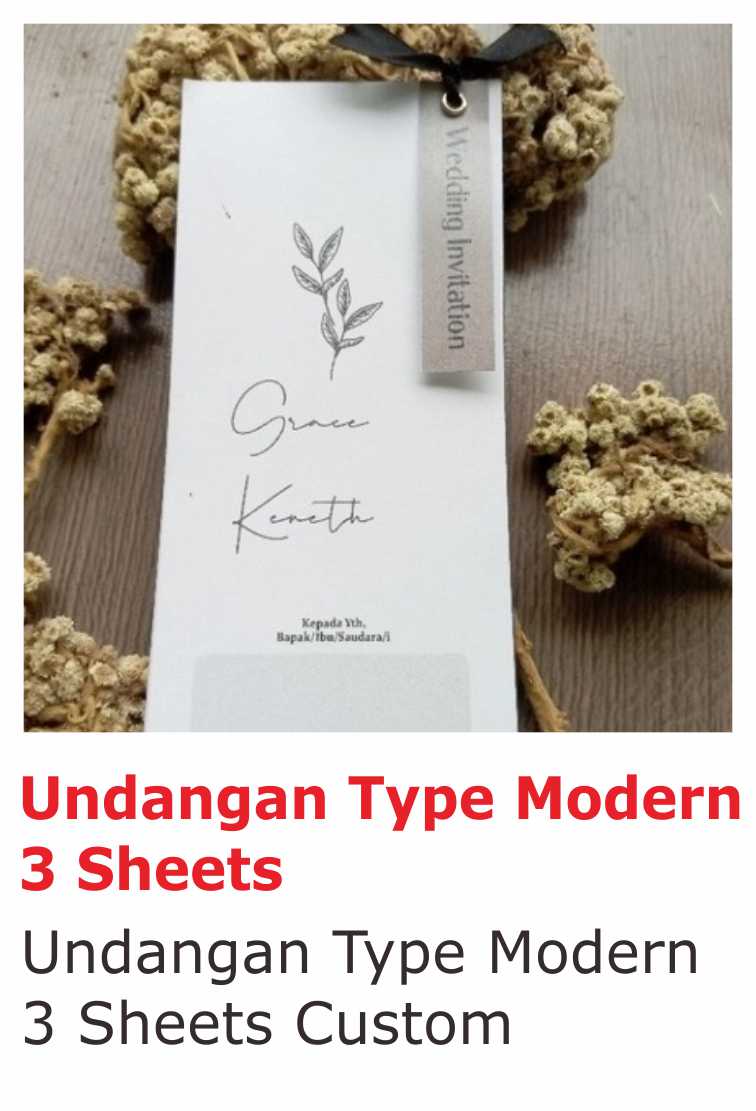 Wedding Invitation
Grace
Keneth
Kepada Yth,
Bapak/Ibu/Saudara/i
Undangan Type Modern
3 Sheets
Undangan Type Modern
3 Sheets Custom